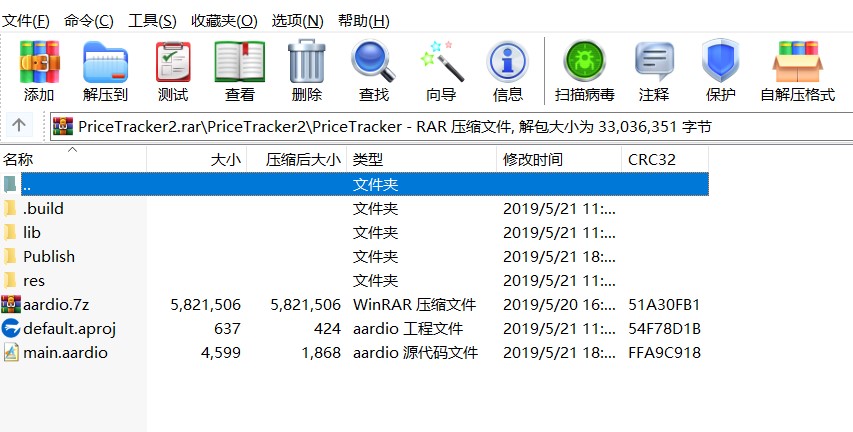 文件(F) 命令(C) 工具(S) 收藏夹(O) 选项(N) 帮助(H)
添加 解压到 测试 查看 删除 查找 向导 信息 扫描病毒 注释 保护 自解压格式
PriceTracker2.rar\PriceTracker2\PriceTracker - RAR 压缩文件, 解包大小为 33,036,351 字节
名称 大小 压缩后大小 类型 修改时间 CRC32
.. 文件夹
.build 文件夹 2019/5/21 11:...
lib 文件夹 2019/5/21 11:...
Publish 文件夹 2019/5/21 18:...
res 文件夹 2019/5/21 11:...
aardio.7z 5,821,506 5,821,506 WinRAR 压缩文件 2019/5/20 16:... 51A30FB1
default.aproj 637 424 aardio 工程文件 2019/5/21 11:... 54F78D1B
main.aardio 4,599 1,868 aardio 源代码文件 2019/5/21 18:... FFA9C918